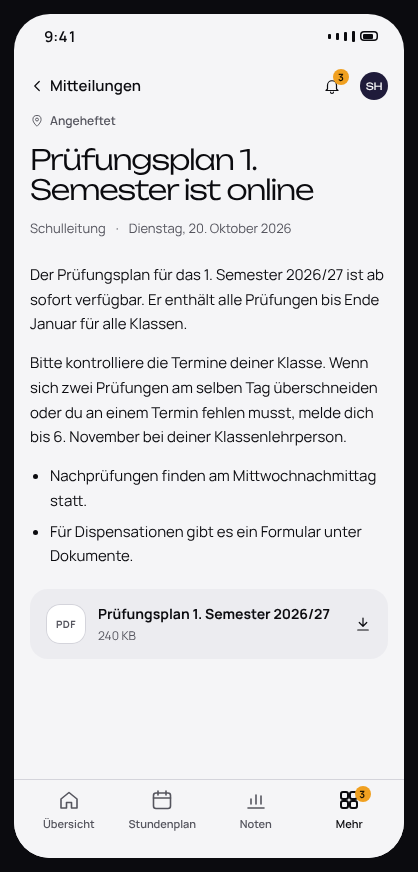 9:41
Mitteilungen
3
SH
Angeheftet
Prüfungsplan 1.
Semester ist online
Schulleitung · Dienstag, 20. Oktober 2026
Der Prüfungsplan für das 1. Semester 2026/27 ist ab
sofort verfügbar. Er enthält alle Prüfungen bis Ende
Januar für alle Klassen.
Bitte kontrolliere die Termine deiner Klasse. Wenn
sich zwei Prüfungen am selben Tag überschneiden
oder du an einem Termin fehlen musst, melde dich
bis 6. November bei deiner Klassenlehrperson.
• Nachprüfungen finden am Mittwochnachmittag
statt.
• Für Dispensationen gibt es ein Formular unter
Dokumente.
PDF
Prüfungsplan 1. Semester 2026/27
240 KB
3
Übersicht
Stundenplan
Noten
Mehr